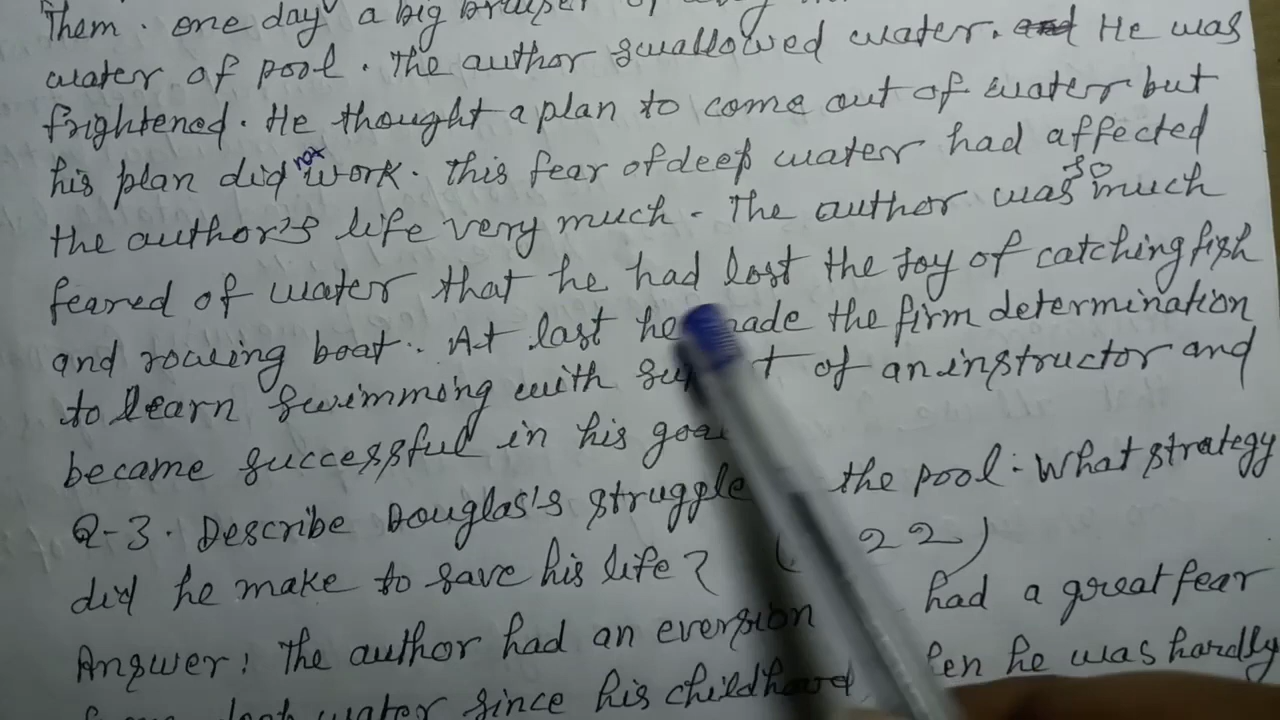 Them. one day a big bruiser of
water of pool. The author swallowed water. and He was
frightened. He thought a plan to come out of water but
his plan did not work. This fear of deep water had affected
the author's life very much. The author was so much
feared of water that he had lost the Joy of catching fish
and rowing boat. At last he made the firm determination
to learn swimming with of an instructor and
became successful in his goal
Q-3. Describe Douglas's struggle the pool. What strategy
did he make to save his life? ( 22)
Answer: The author had an eversion had a great fear
water since his childhood he was hardly